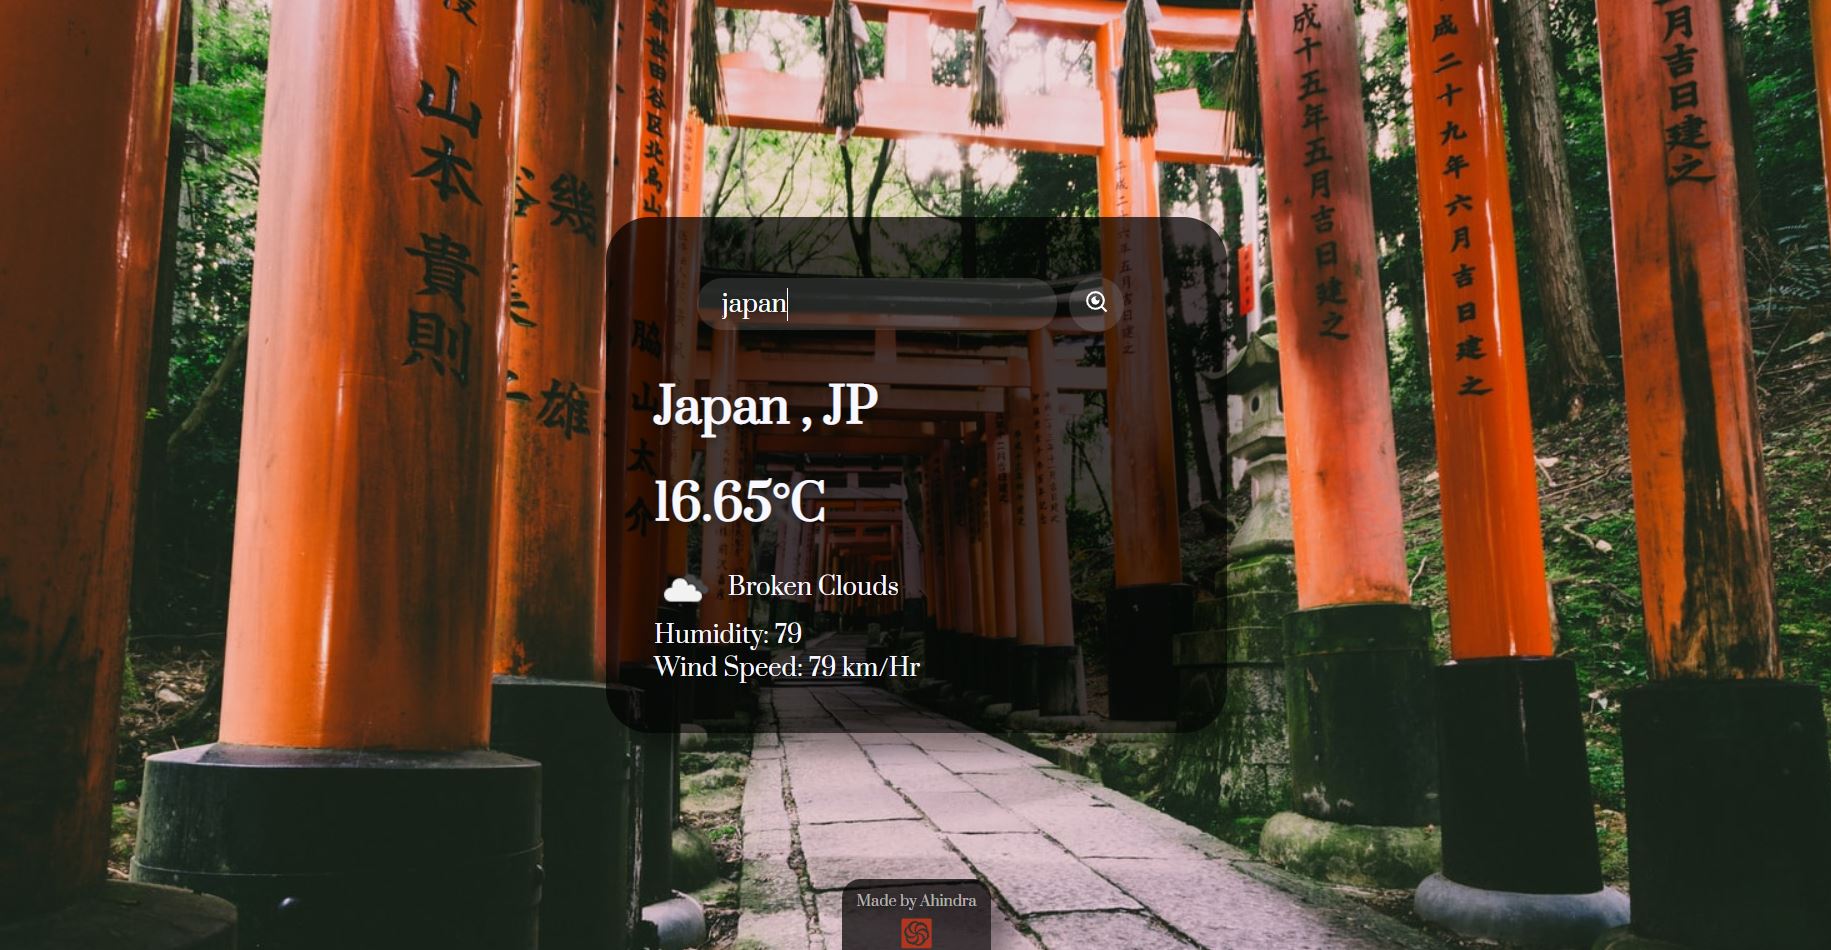 山本貴則
幾
雄
都世田谷区北烏山
脇山太介
成十五年五月吉日建之
成二十九年六月吉日建之
月吉日建之
japan
Japan , JP
16.65°C
Broken Clouds
Humidity: 79
Wind Speed: 79 km/Hr
Made by Ahindra